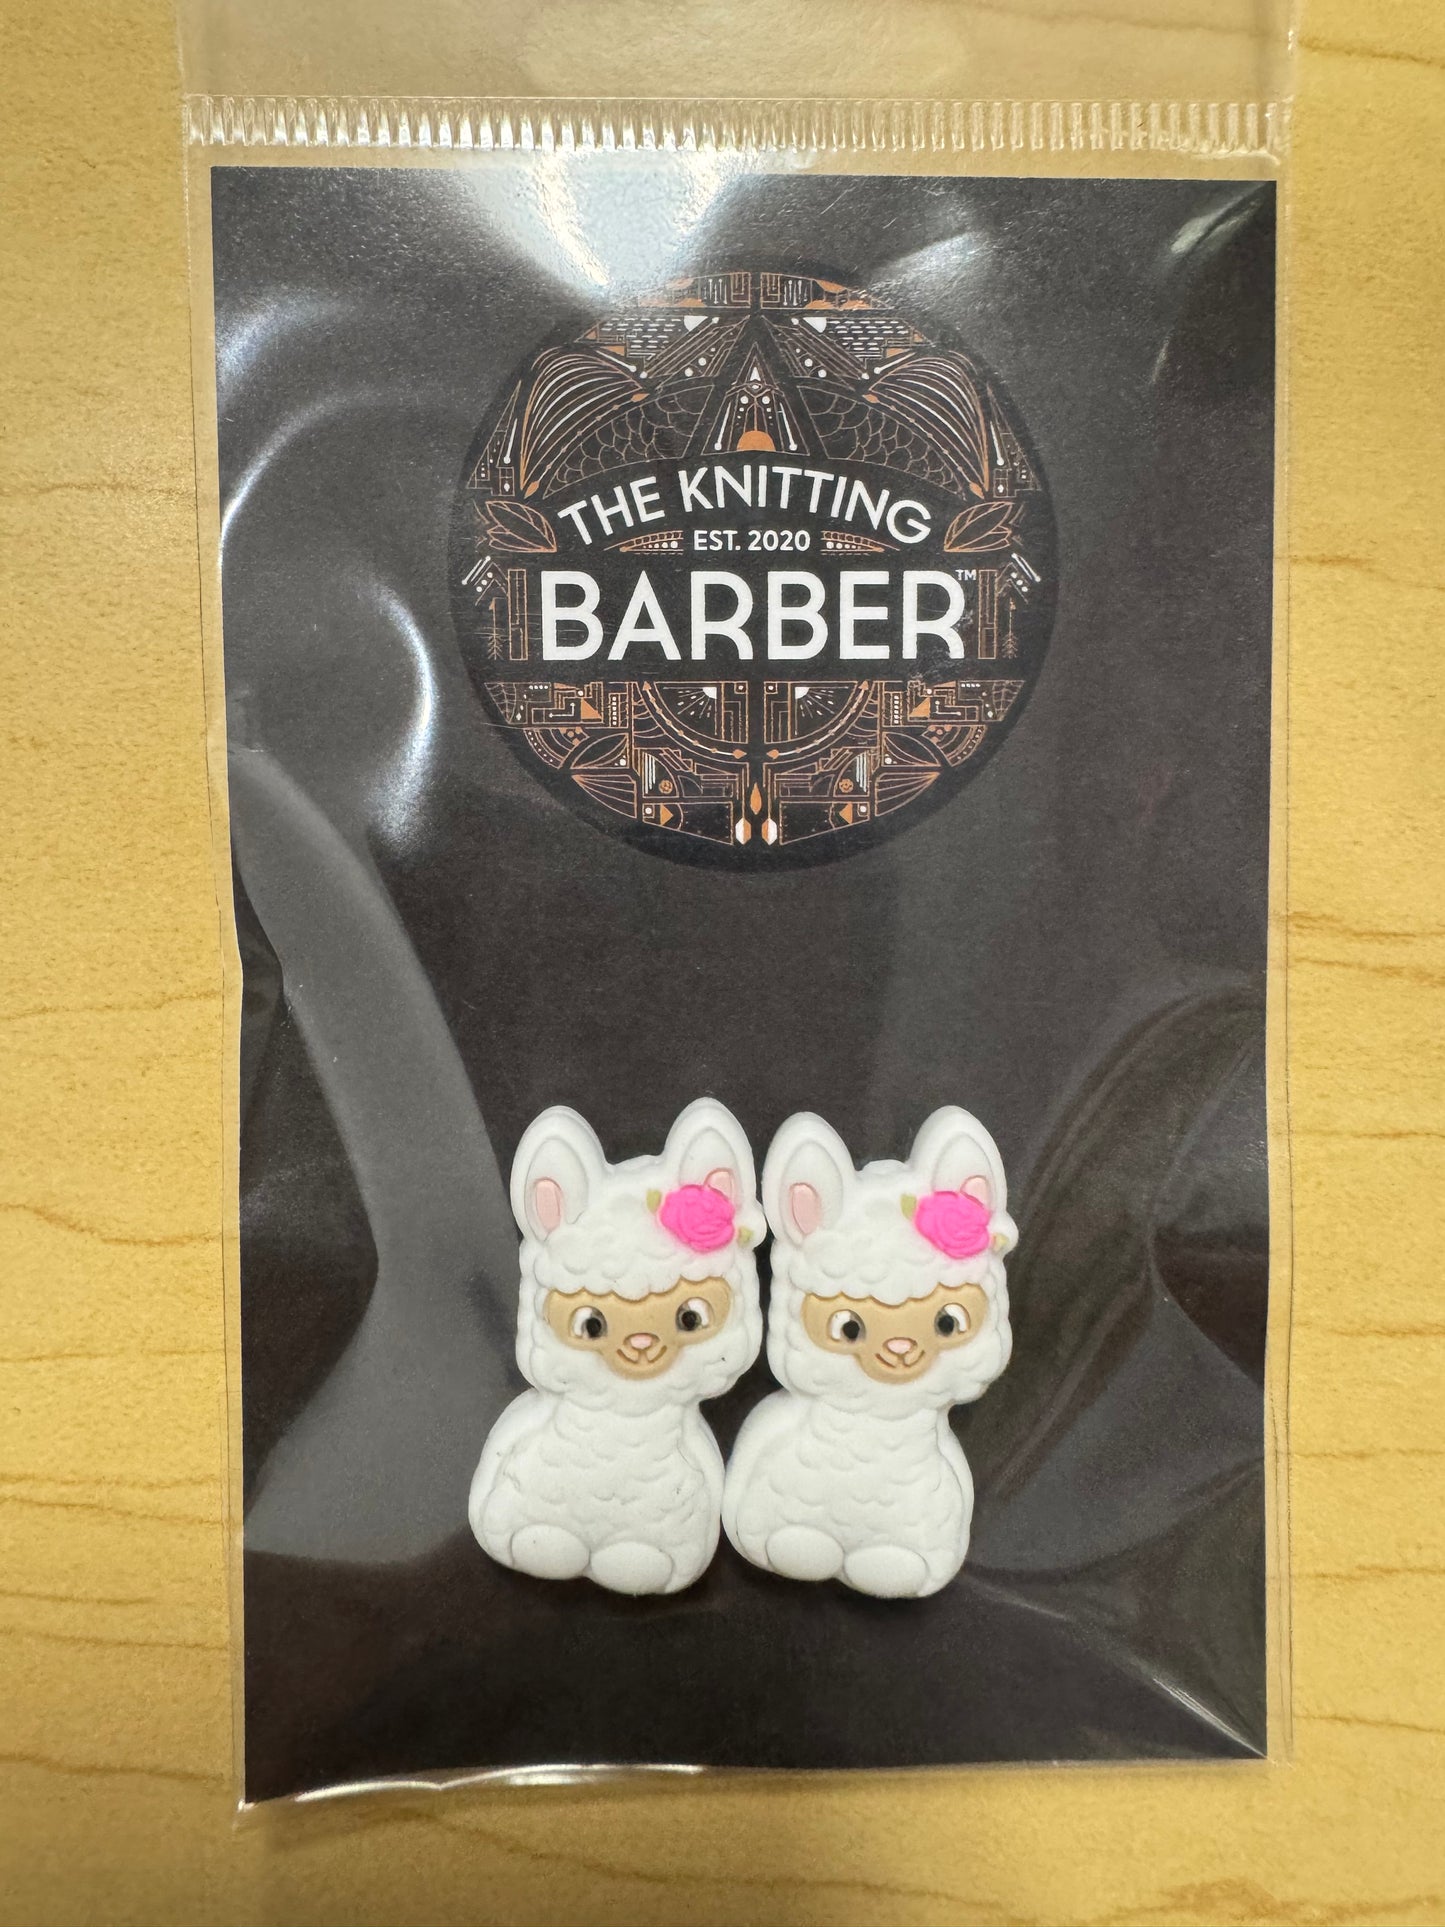 THE KNITTING
EST. 2020
BARBER™